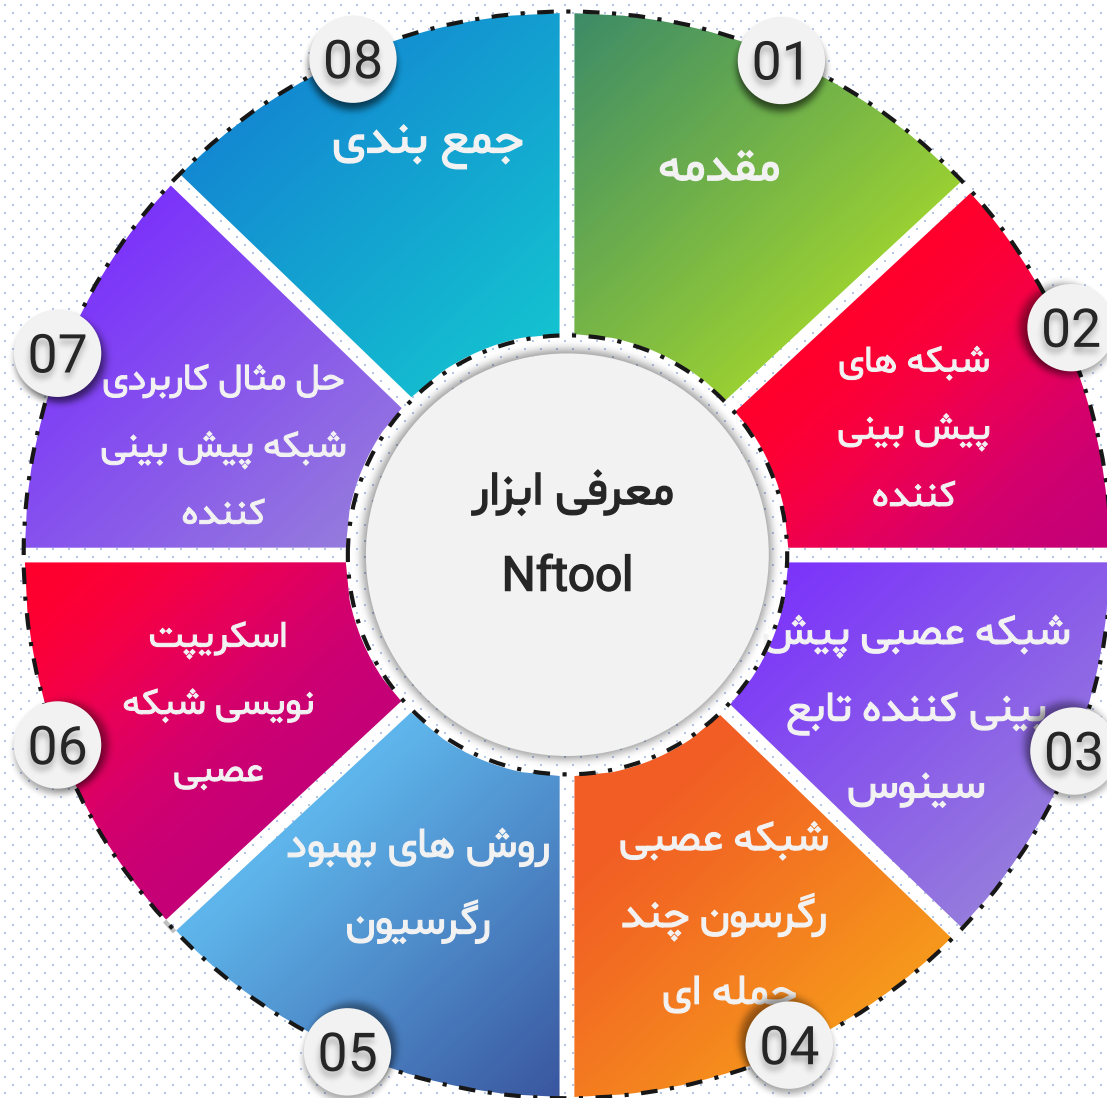 معرفی ابزار
Nftool
01
مقدمه
02
شبکه های
پیش بینی
کننده
03
شبکه عصبی پیش
بینی کننده تابع
سینوس
04
شبکه عصبی
رگرسون چند
جمله ای
05
روش های بهبود
رگرسیون
06
اسکریپت
نویسی شبکه
عصبی
07
حل مثال کاربردی
شبکه پیش بینی
کننده
08
جمع بندی